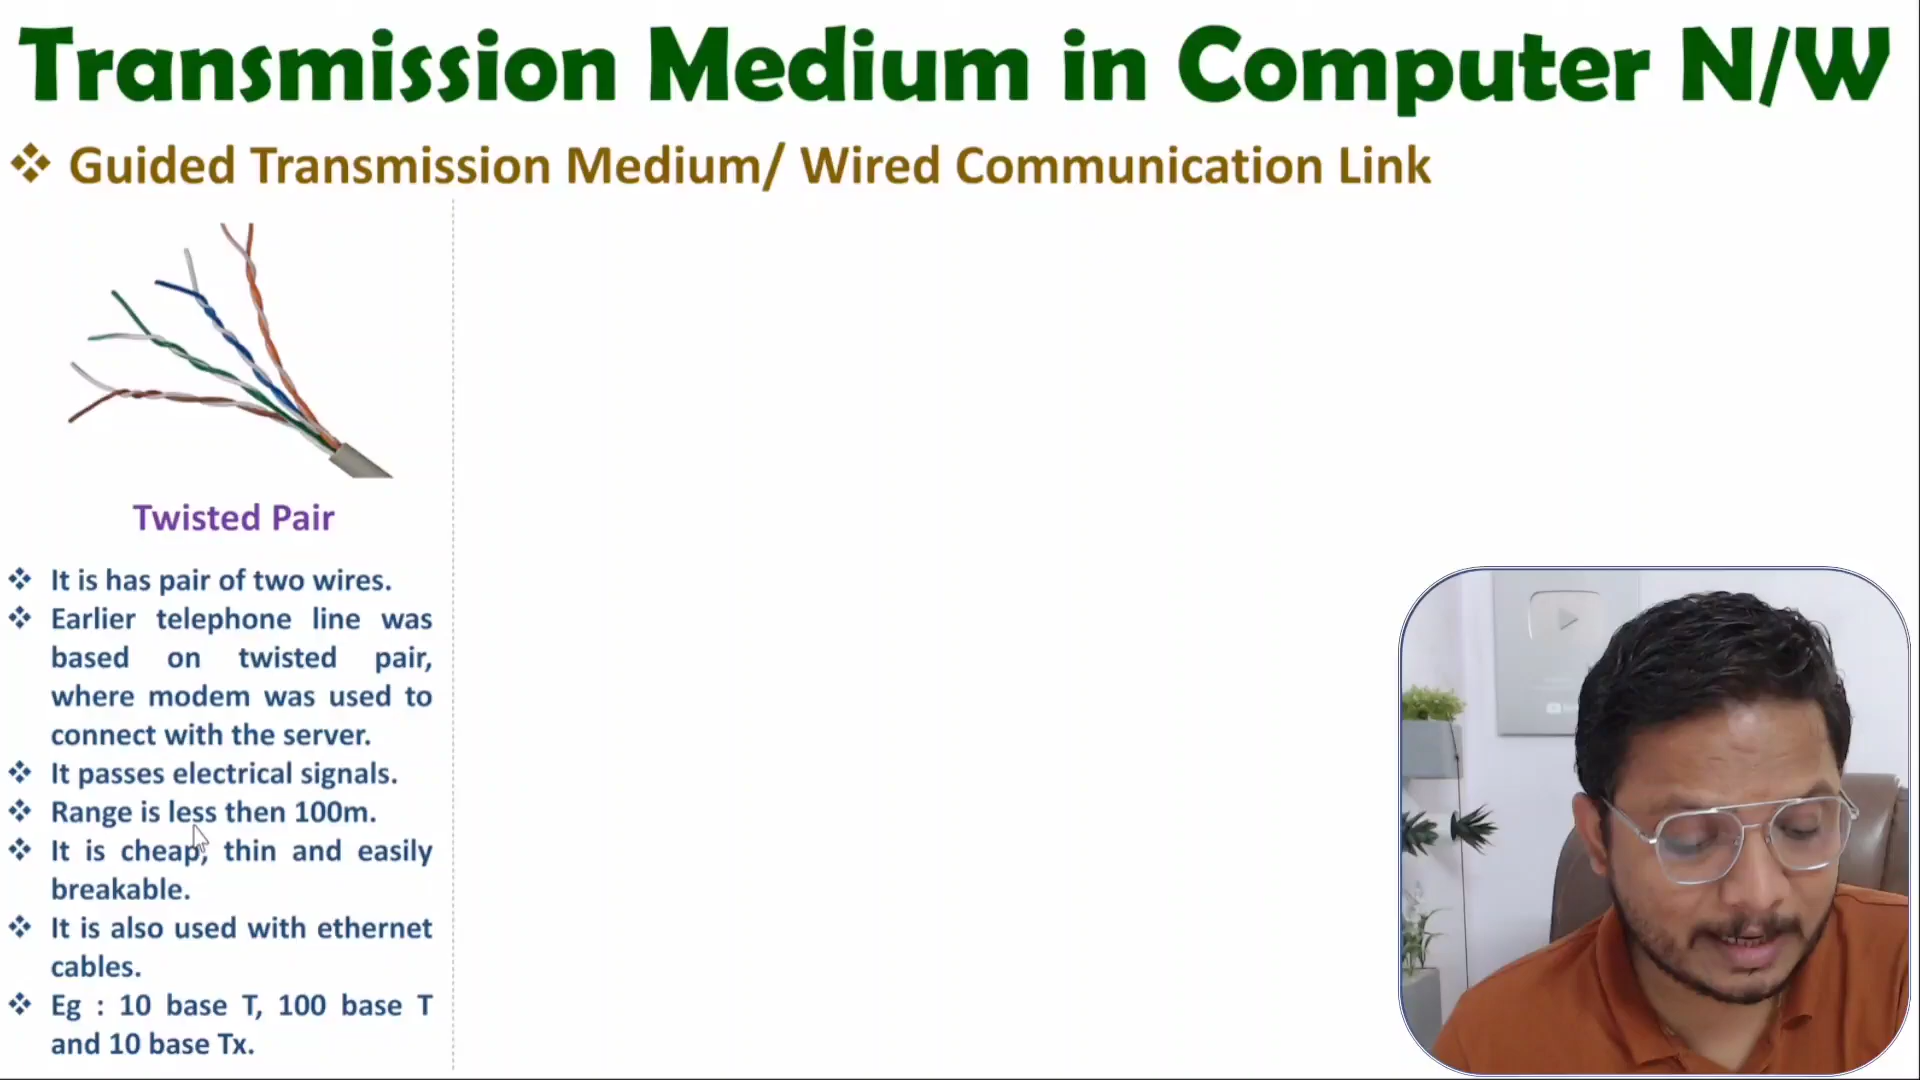 Transmission Medium in Computer N/W
❖ Guided Transmission Medium/ Wired Communication Link
Twisted Pair
❖ It is has pair of two wires.
❖ Earlier telephone line was
based on twisted pair,
where modem was used to
connect with the server.
❖ It passes electrical signals.
❖ Range is less then 100m.
❖ It is cheap, thin and easily
breakable.
❖ It is also used with ethernet
cables.
❖ Eg : 10 base T, 100 base T
and 10 base Tx.